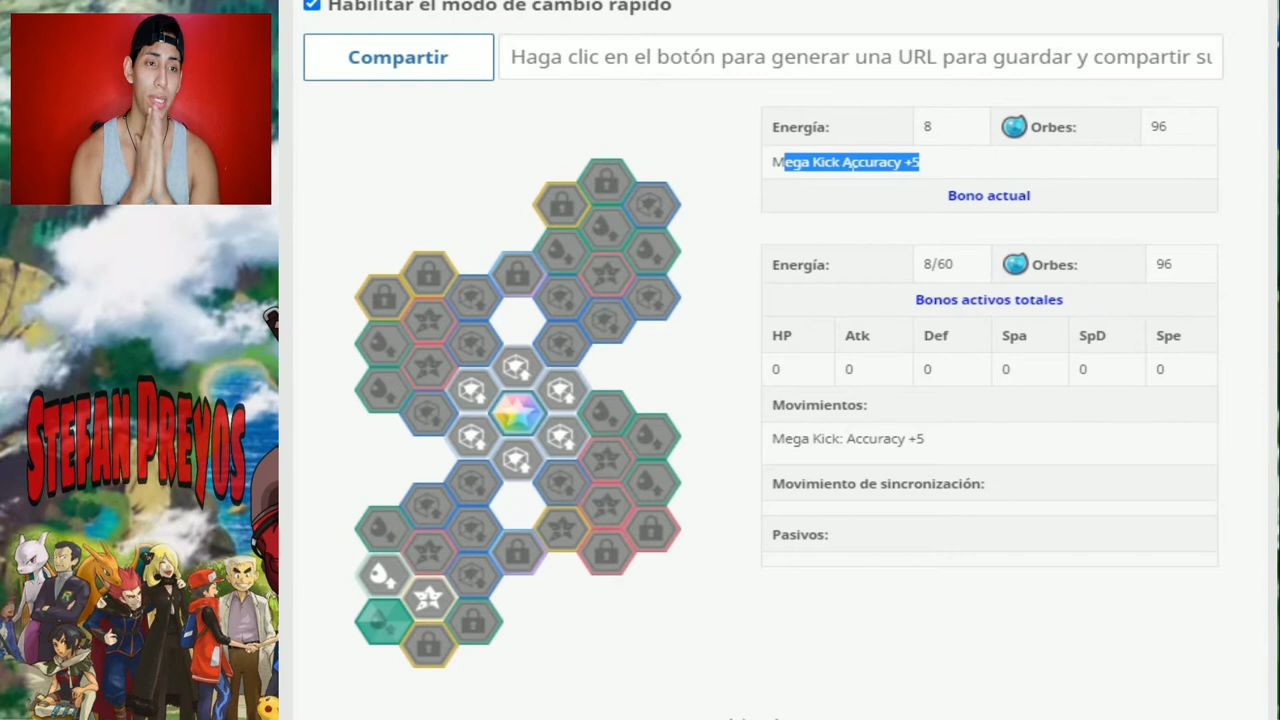 Habilitar el modo de cambio rápido
Compartir
Haga clic en el botón para generar una URL para guardar y compartir su
Energía: 8 Orbes: 96
Mega Kick Accuracy +5
Bono actual
Energía: 8/60 Orbes: 96
Bonos activos totales
HP Atk Def Spa SpD Spe
0 0 0 0 0 0
Movimientos:
Mega Kick: Accuracy +5
Movimiento de sincronización:
Pasivos:
STEFAN PREYOS